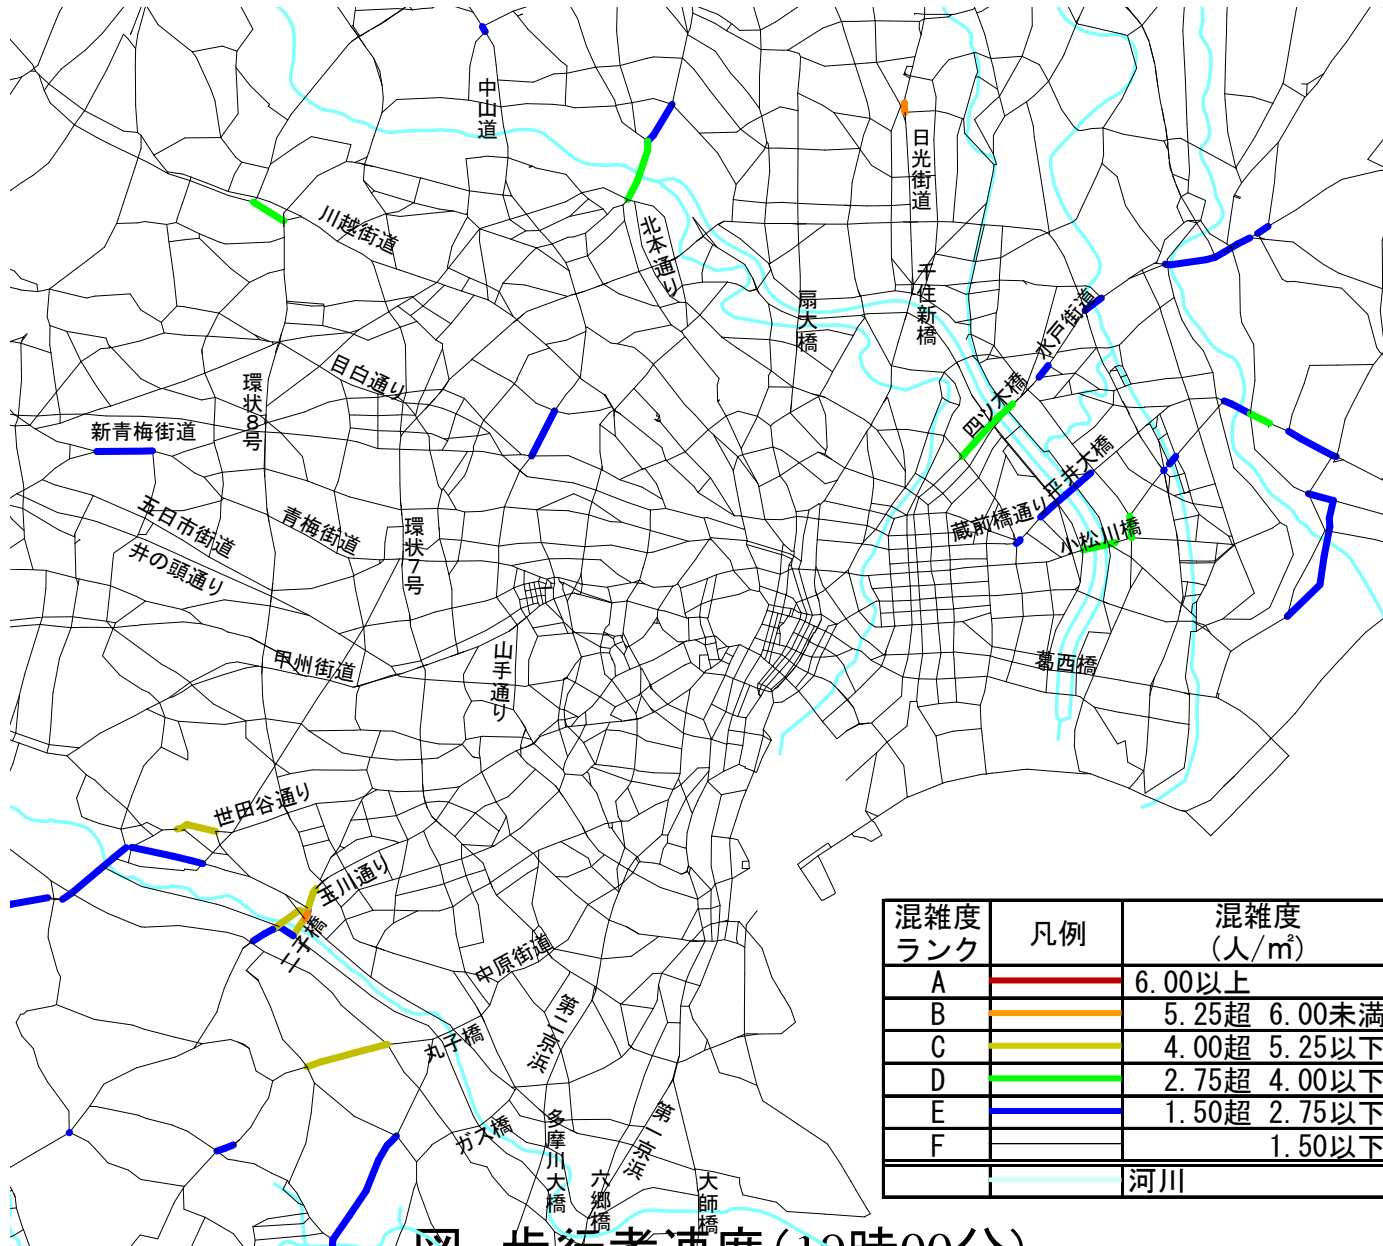 中山道
日光街道
川越街道
北本通り
扇大橋
千住新橋
水戸街道
目白通り
環状8号
四ツ木橋
新青梅街道
平井大橋
五日市街道
青梅街道
環状7号
蔵前橋通り
小松川橋
井の頭通り
甲州街道
山手通り
葛西橋
世田谷通り
玉川通り
二子橋
中原街道
第二京浜
丸子橋
ガス橋
多摩川大橋
第一京浜
六郷橋
大師橋
混雑度ランク 凡例 混雑度(人/㎡)
A 6.00以上
B 5.25超 6.00未満
C 4.00超 5.25以下
D 2.75超 4.00以下
E 1.50超 2.75以下
F 1.50以下
河川